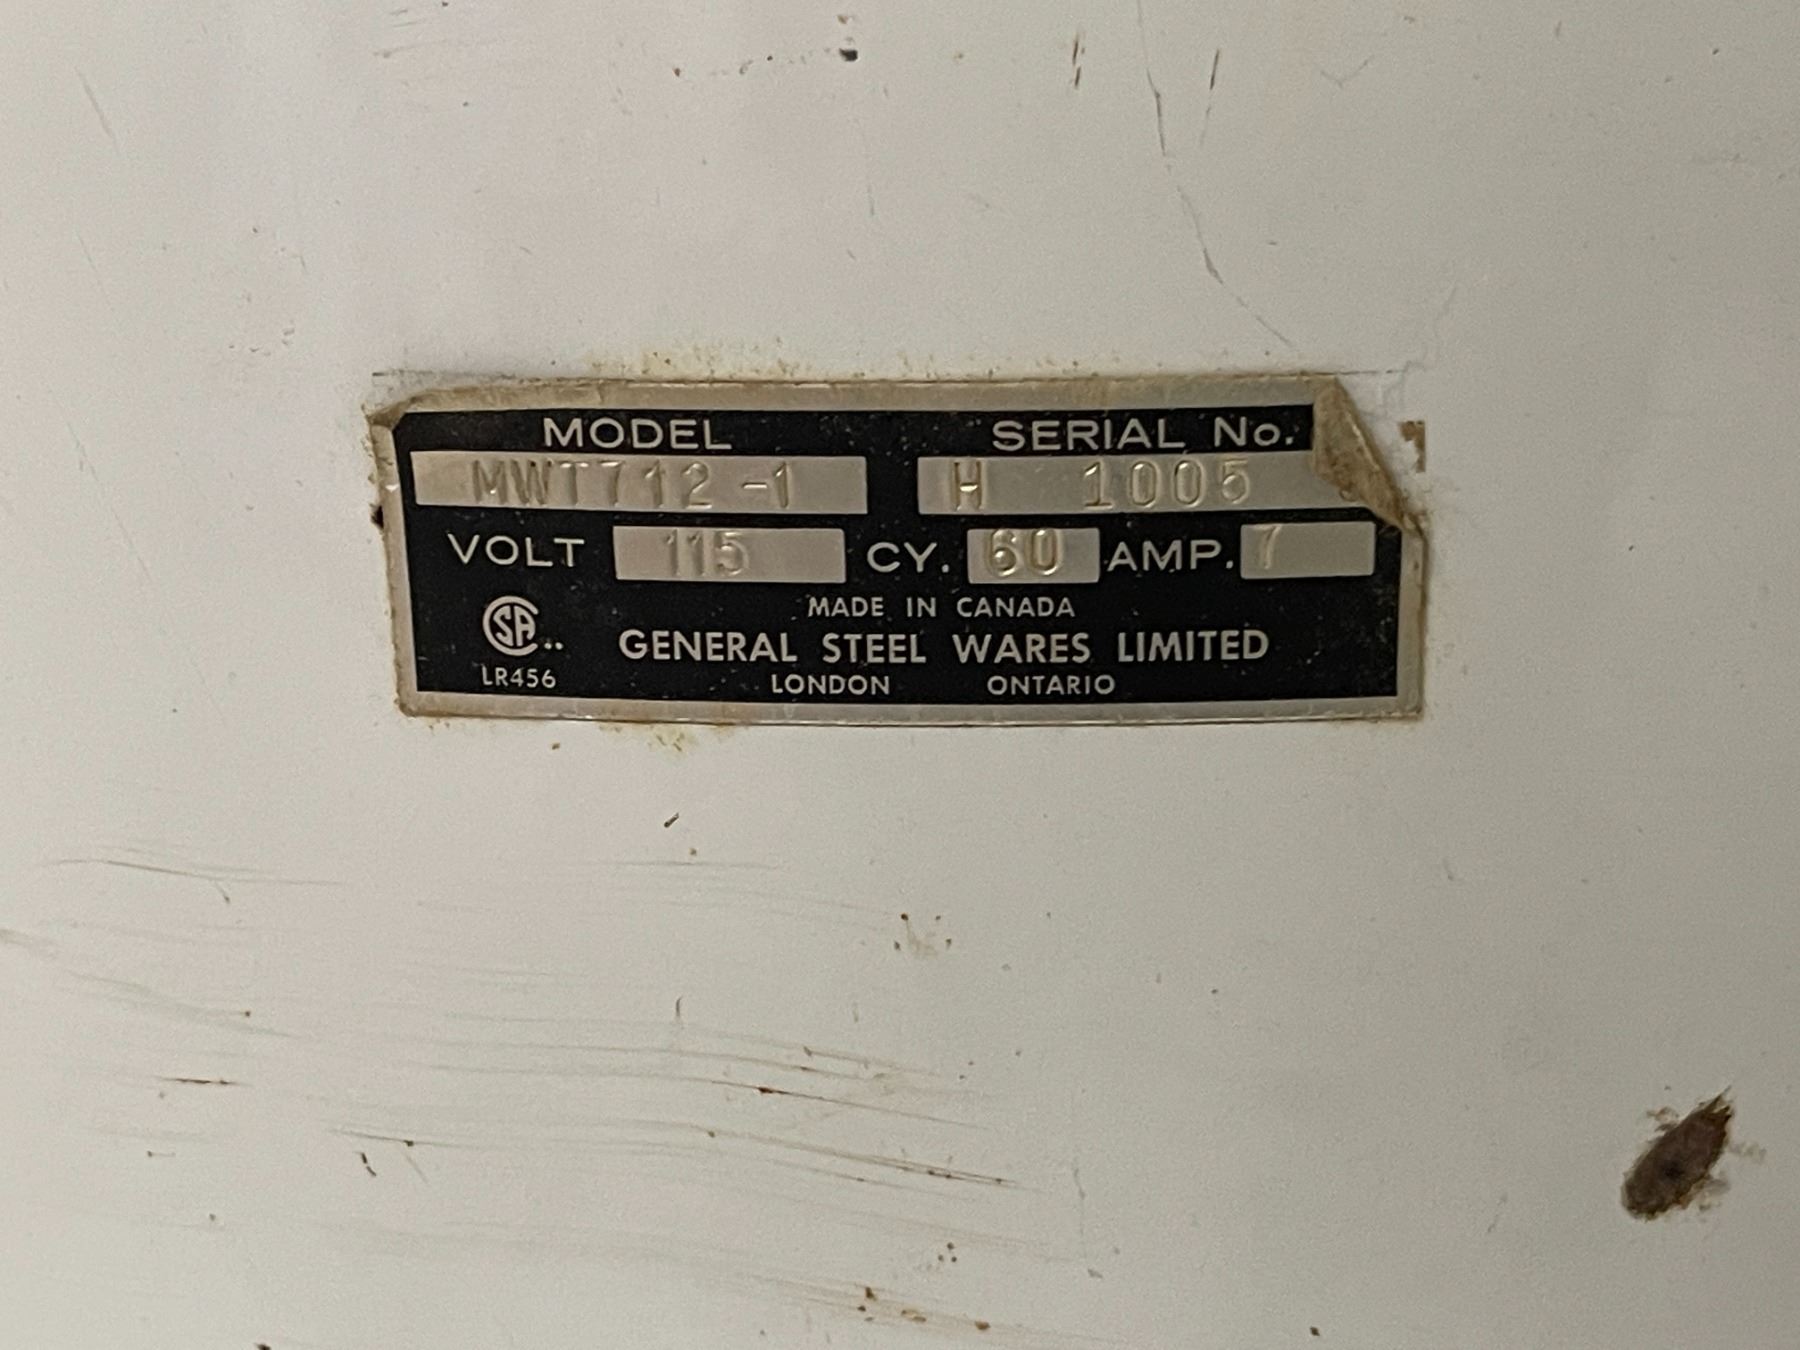 MODEL SERIAL No.
MWT712-1 H 1005
VOLT 115 CY. 60 AMP. 7
MADE IN CANADA
CSA GENERAL STEEL WARES LIMITED
LR456 LONDON ONTARIO